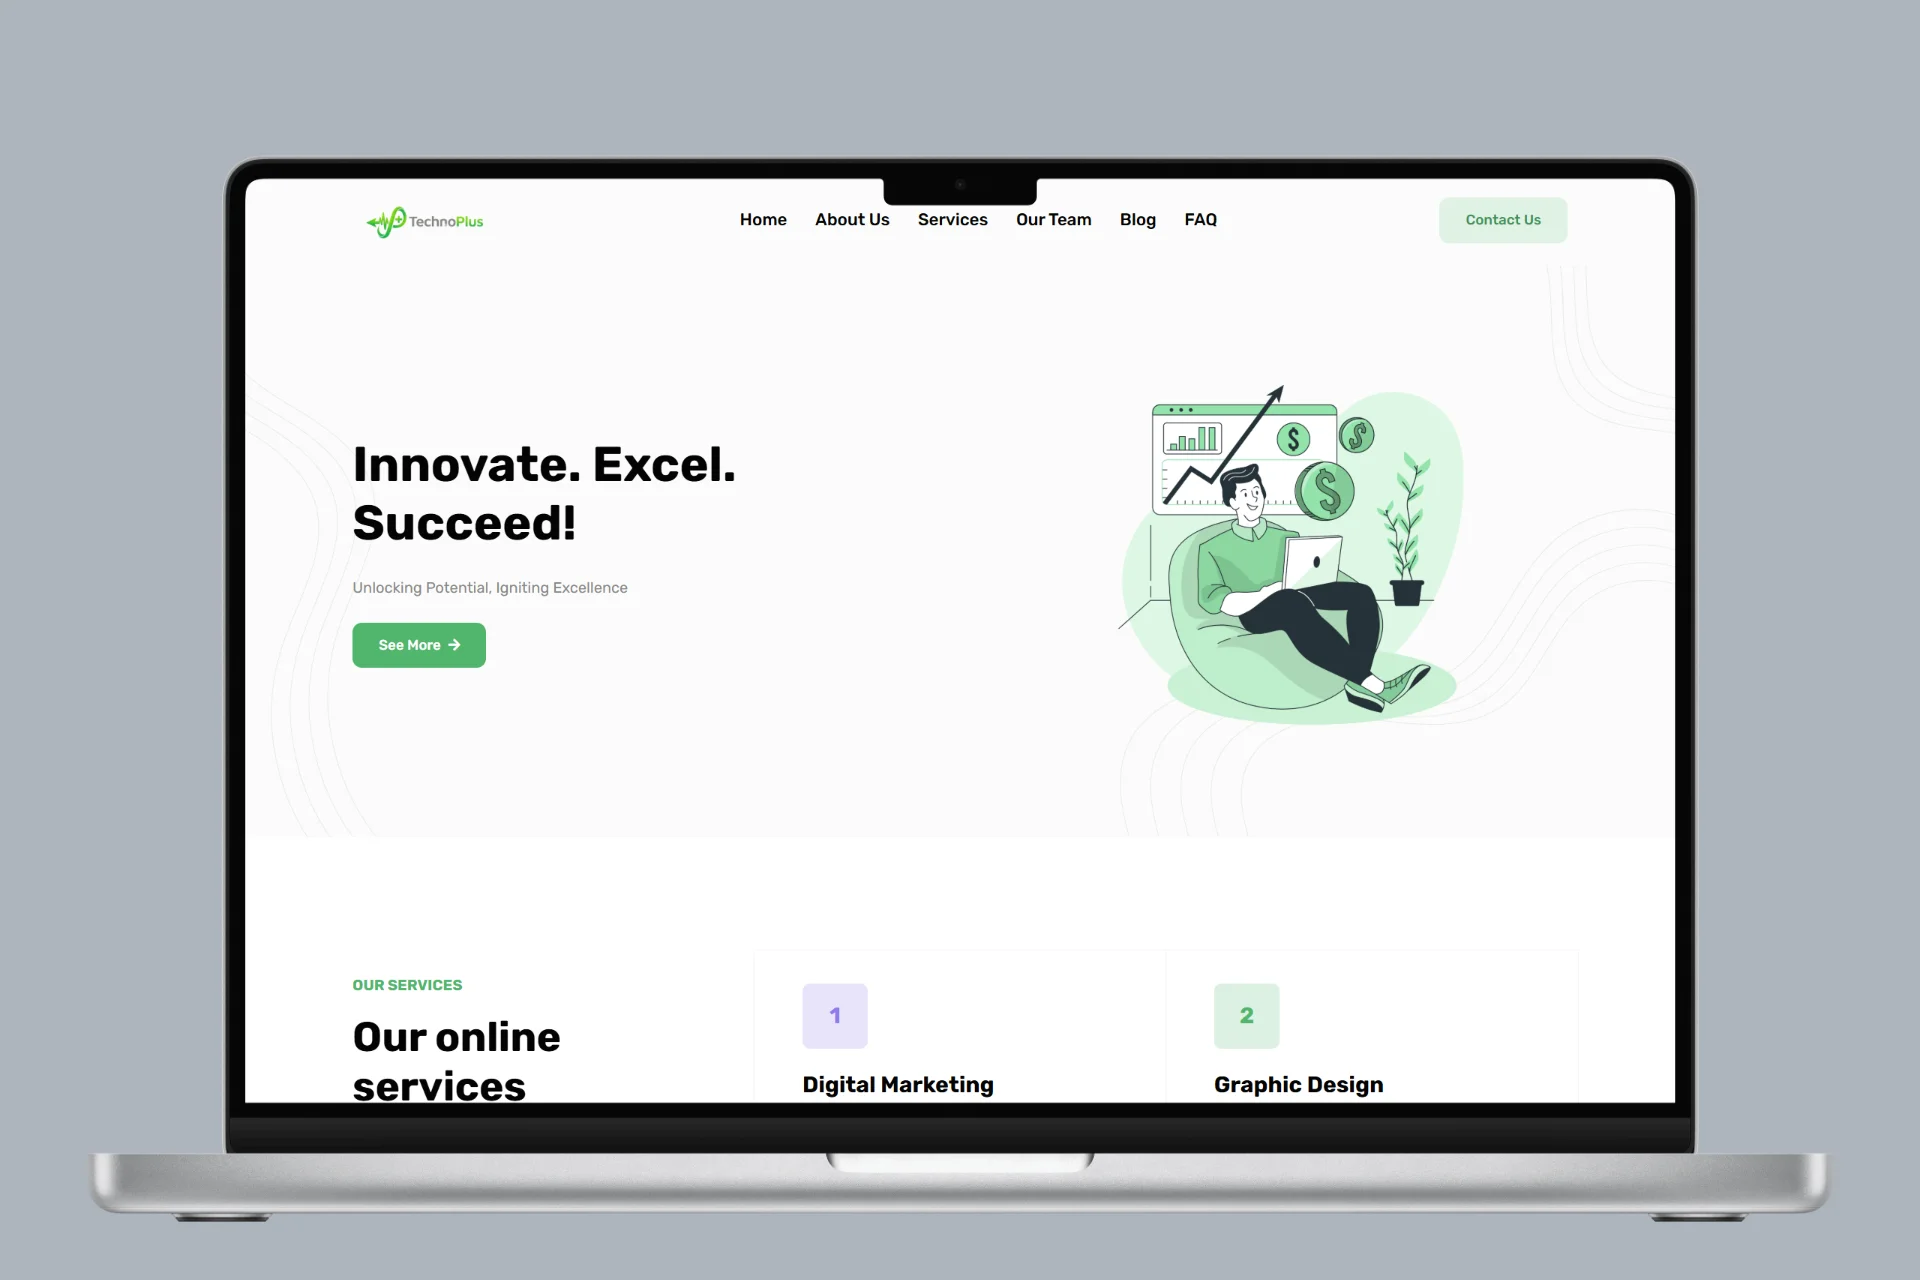 TechnoPlus
Home About Us Services Our Team Blog FAQ
Contact Us
Innovate. Excel.
Succeed!
Unlocking Potential, Igniting Excellence
See More
$ $ $
OUR SERVICES
Our online
services
1
Digital Marketing
2
Graphic Design